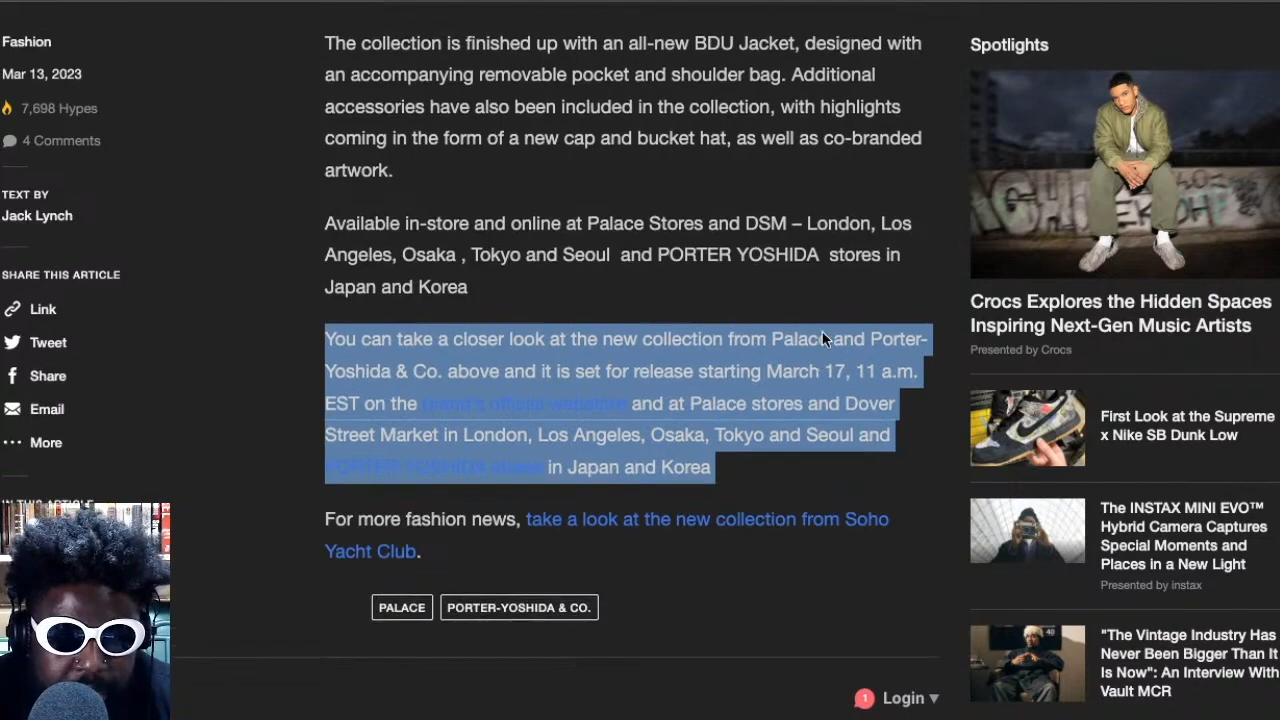 Fashion
Mar 13, 2023
7,698 Hypes
4 Comments
TEXT BY
Jack Lynch
SHARE THIS ARTICLE
Link
Tweet
Share
Email
More
IN THIS ARTICLE
The collection is finished up with an all-new BDU Jacket, designed with
an accompanying removable pocket and shoulder bag. Additional
accessories have also been included in the collection, with highlights
coming in the form of a new cap and bucket hat, as well as co-branded
artwork.
Available in-store and online at Palace Stores and DSM – London, Los
Angeles, Osaka , Tokyo and Seoul  and PORTER YOSHIDA  stores in
Japan and Korea
You can take a closer look at the new collection from Palace and Porter-
Yoshida & Co. above and it is set for release starting March 17, 11 a.m.
EST on the brand's official webstore and at Palace stores and Dover
Street Market in London, Los Angeles, Osaka, Tokyo and Seoul and
PORTER YOSHIDA stores in Japan and Korea
For more fashion news, take a look at the new collection from Soho
Yacht Club.
PALACE
PORTER-YOSHIDA & CO.
1 Login
Spotlights
Crocs Explores the Hidden Spaces
Inspiring Next-Gen Music Artists
Presented by Crocs
First Look at the Supreme
x Nike SB Dunk Low
The INSTAX MINI EVO™
Hybrid Camera Captures
Special Moments and
Places in a New Light
Presented by instax
"The Vintage Industry Has
Never Been Bigger Than It
Is Now": An Interview With
Vault MCR